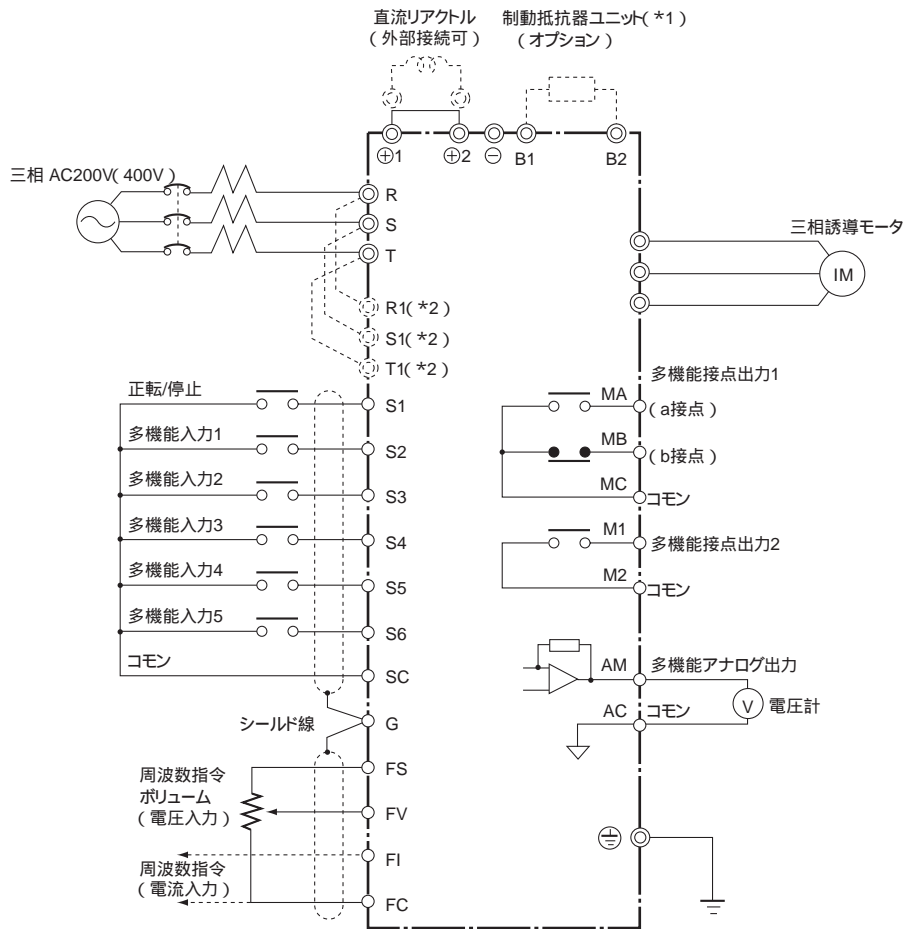 直流リアクトル
(外部接続可)
制動抵抗器ユニット(*1)
(オプション)
⊕1
⊕2
⊖
B1
B2
三相 AC200V(400V)
R
S
T
R1(*2)
S1(*2)
T1(*2)
三相誘導モータ
IM
正転/停止
S1
多機能入力1
S2
多機能入力2
S3
多機能入力3
S4
多機能入力4
S5
多機能入力5
S6
コモン
SC
シールド線
G
周波数指令
ボリューム
(電圧入力)
FS
FV
FI
周波数指令
(電流入力)
FC
多機能接点出力1
MA
(a接点)
MB
(b接点)
MC
コモン
M1
多機能接点出力2
M2
コモン
AM
多機能アナログ出力
V
電圧計
AC
コモン